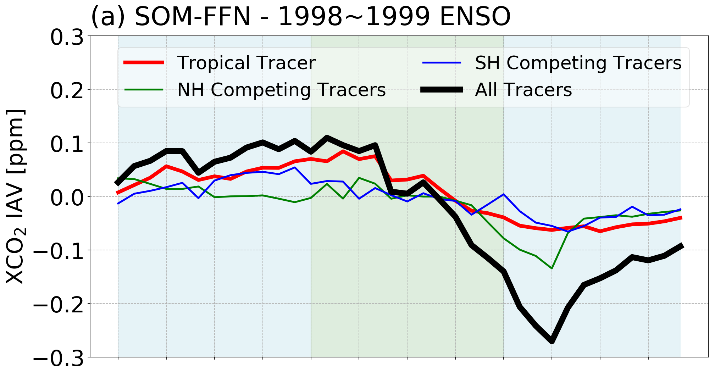 (a) SOM-FFN - 1998~1999 ENSO
0.3
0.2
0.1
0.0
−0.1
−0.2
−0.3
XCO₂ IAV [ppm]
Tropical Tracer
NH Competing Tracers
SH Competing Tracers
All Tracers